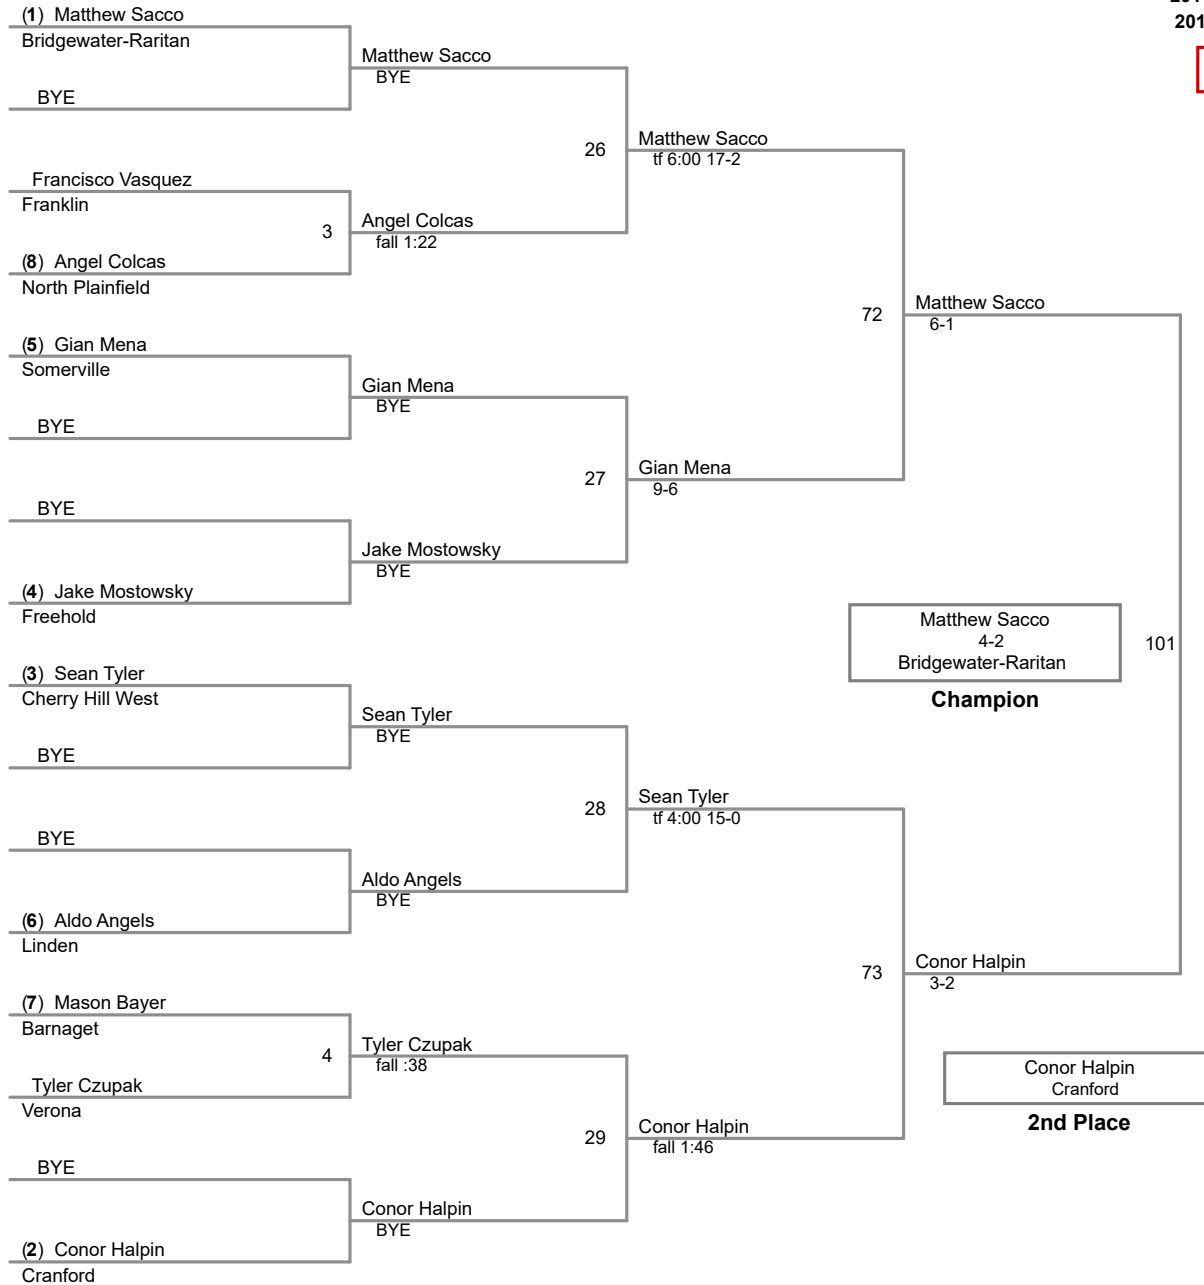 (1) Matthew Sacco
Bridgewater-Raritan
BYE
Francisco Vasquez
Franklin
3
(8) Angel Colcas
North Plainfield
(5) Gian Mena
Somerville
BYE
BYE
(4) Jake Mostowsky
Freehold
(3) Sean Tyler
Cherry Hill West
BYE
BYE
(6) Aldo Angels
Linden
(7) Mason Bayer
Barnaget
4
Tyler Czupak
Verona
BYE
(2) Conor Halpin
Cranford
Matthew Sacco
BYE
26
Angel Colcas
fall 1:22
Gian Mena
BYE
27
Jake Mostowsky
BYE
Sean Tyler
BYE
28
Aldo Angels
BYE
Tyler Czupak
fall :38
29
Conor Halpin
BYE
Matthew Sacco
tf 6:00 17-2
72
Gian Mena
9-6
Sean Tyler
tf 4:00 15-0
73
Conor Halpin
fall 1:46
Matthew Sacco
6-1
101
Conor Halpin
3-2
Matthew Sacco
4-2
Bridgewater-Raritan
Champion
Conor Halpin
Cranford
2nd Place
201